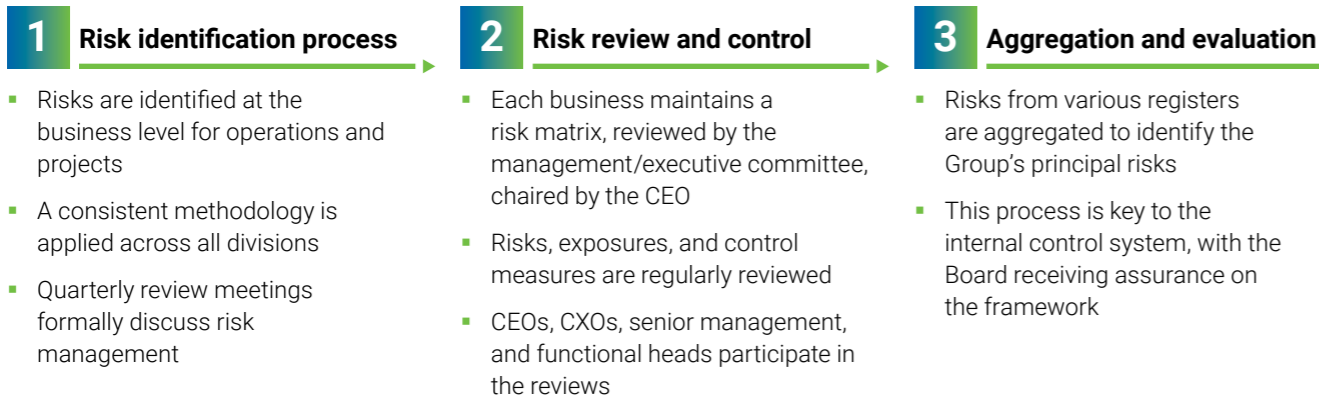 1 Risk identification process
▪ Risks are identified at the
business level for operations and
projects
▪ A consistent methodology is
applied across all divisions
▪ Quarterly review meetings
formally discuss risk
management
2 Risk review and control
▪ Each business maintains a
risk matrix, reviewed by the
management/executive committee,
chaired by the CEO
▪ Risks, exposures, and control
measures are regularly reviewed
▪ CEOs, CXOs, senior management,
and functional heads participate in
the reviews
3 Aggregation and evaluation
▪ Risks from various registers
are aggregated to identify the
Group's principal risks
▪ This process is key to the
internal control system, with the
Board receiving assurance on
the framework